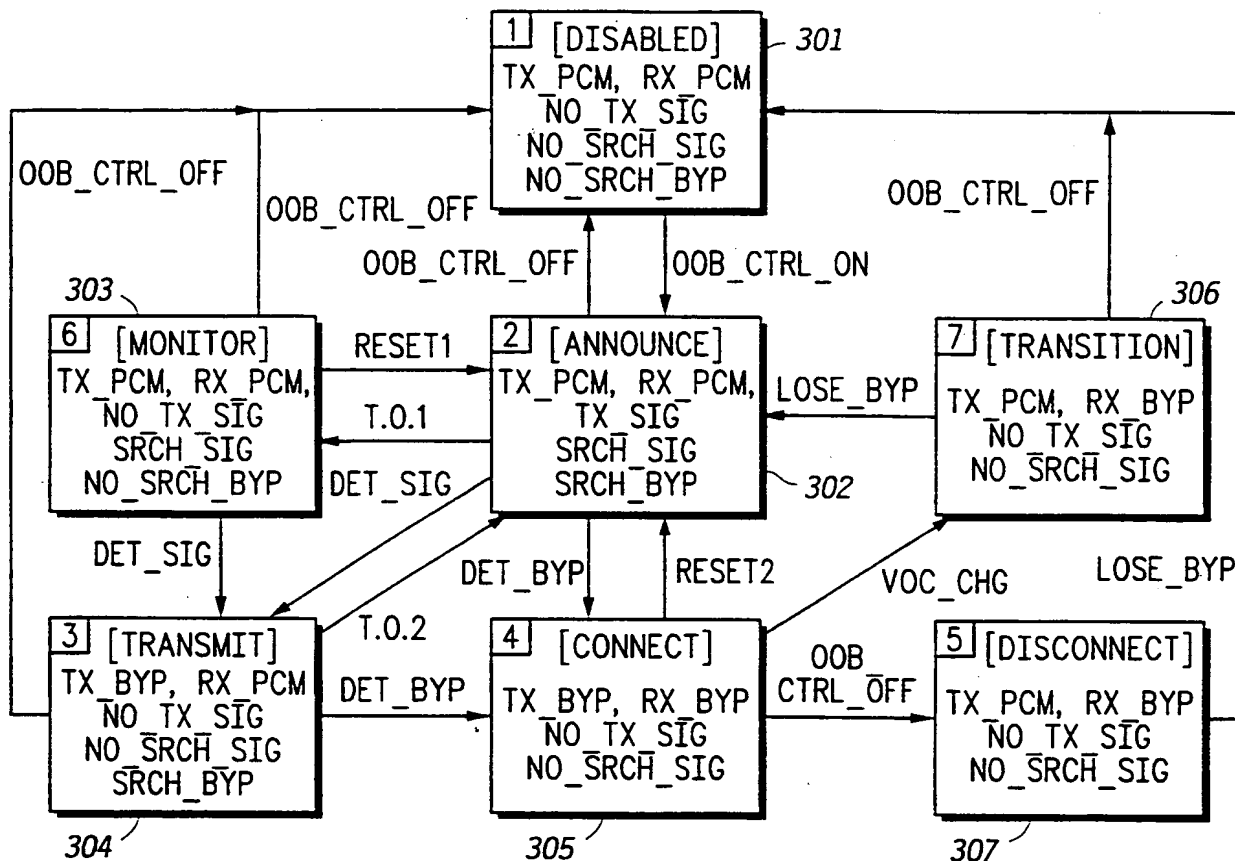 1 [DISABLED]
TX_PCM, RX_PCM
NO_TX_SIG
NO_SRCH_SIG
NO_SRCH_BYP
301
OOB_CTRL_OFF
OOB_CTRL_OFF
OOB_CTRL_OFF
OOB_CTRL_ON
OOB_CTRL_OFF
303
6 [MONITOR]
TX_PCM, RX_PCM,
NO_TX_SIG
SRCH_SIG
NO_SRCH_BYP
RESET1
T.O.1
DET_SIG
2 [ANNOUNCE]
TX_PCM, RX_PCM,
TX_SIG
SRCH_SIG
SRCH_BYP
302
LOSE_BYP
306
7 [TRANSITION]
TX_PCM, RX_BYP
NO_TX_SIG
NO_SRCH_SIG
DET_SIG
T.O.2
DET_BYP
RESET2
VOC_CHG
LOSE_BYP
3 [TRANSMIT]
TX_BYP, RX_PCM
NO_TX_SIG
NO_SRCH_SIG
SRCH_BYP
304
DET_BYP
4 [CONNECT]
TX_BYP, RX_BYP
NO_TX_SIG
NO_SRCH_SIG
305
OOB_
CTRL_OFF
5 [DISCONNECT]
TX_PCM, RX_BYP
NO_TX_SIG
NO_SRCH_SIG
307